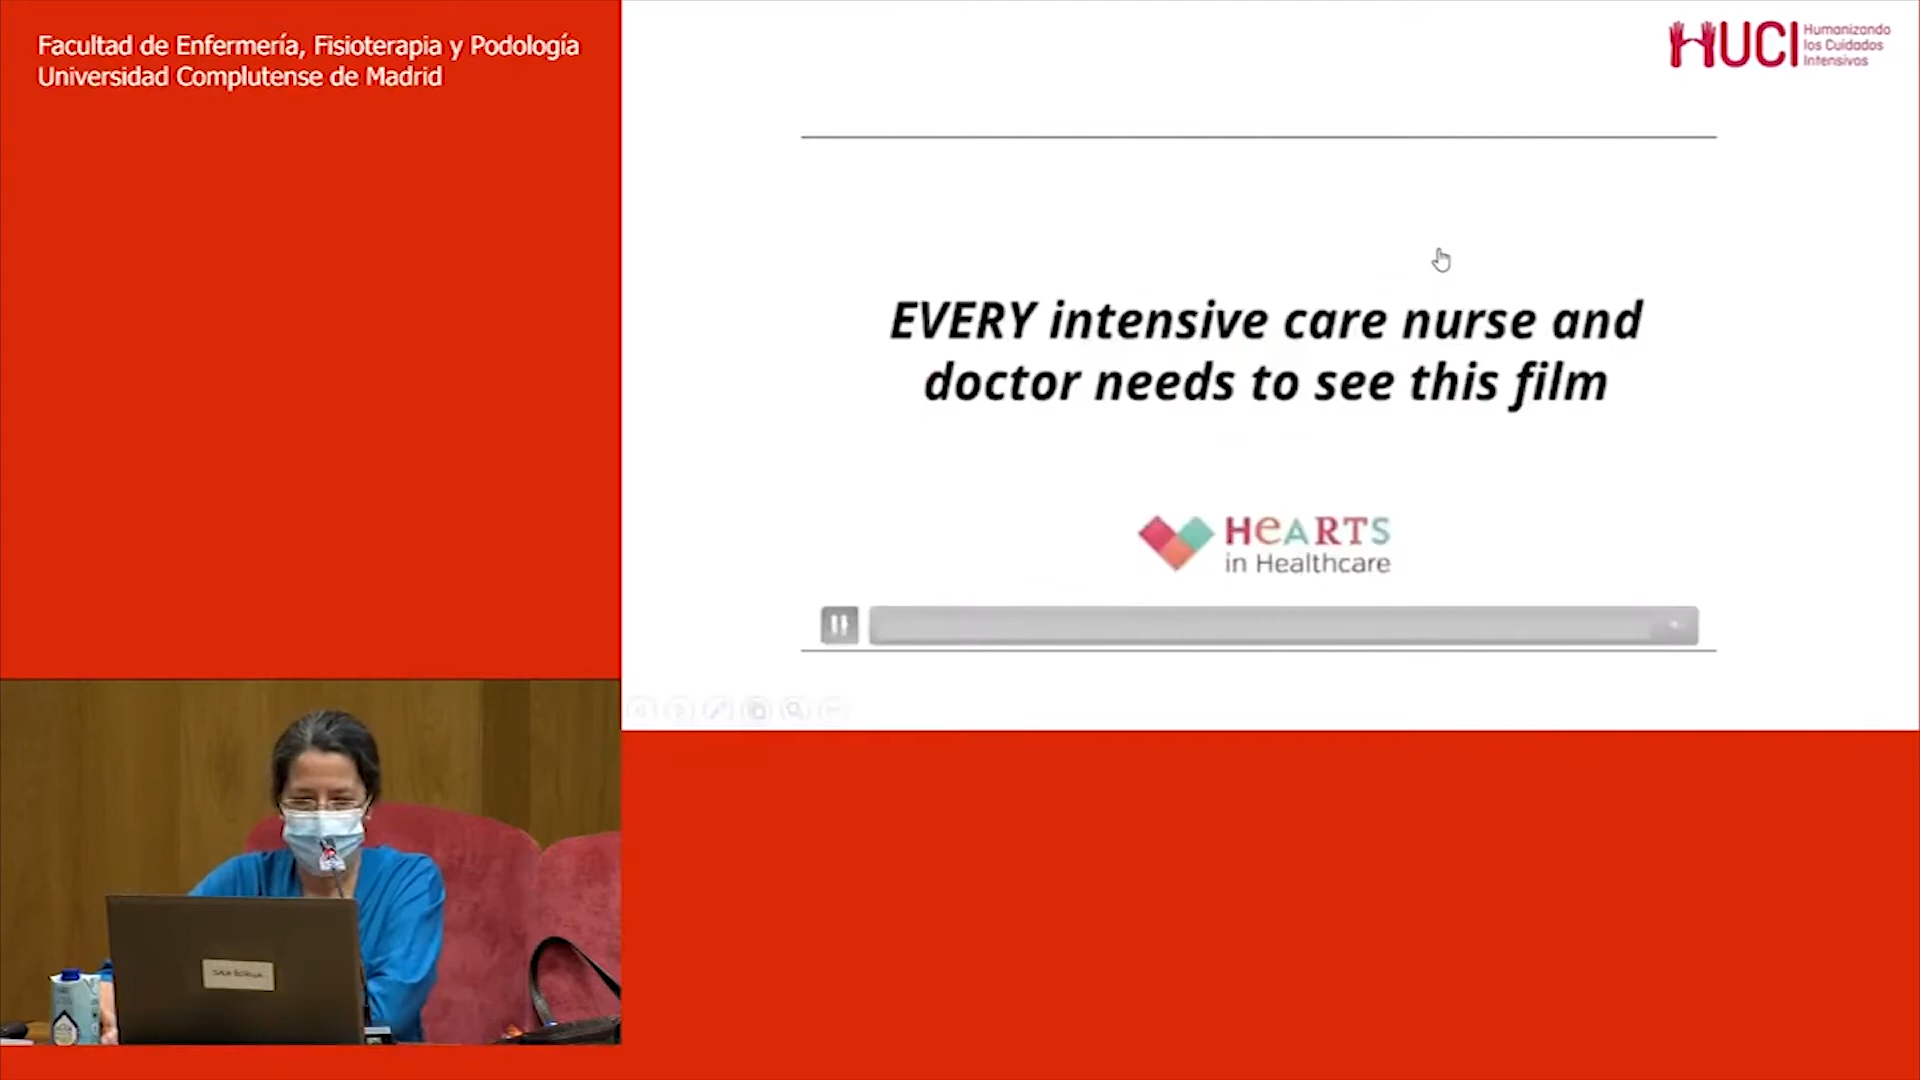 Facultad de Enfermería, Fisioterapia y Podología
Universidad Complutense de Madrid
HUCI
Humanizando
los Cuidados
Intensivos
EVERY intensive care nurse and
doctor needs to see this film
HeARTS
in Healthcare